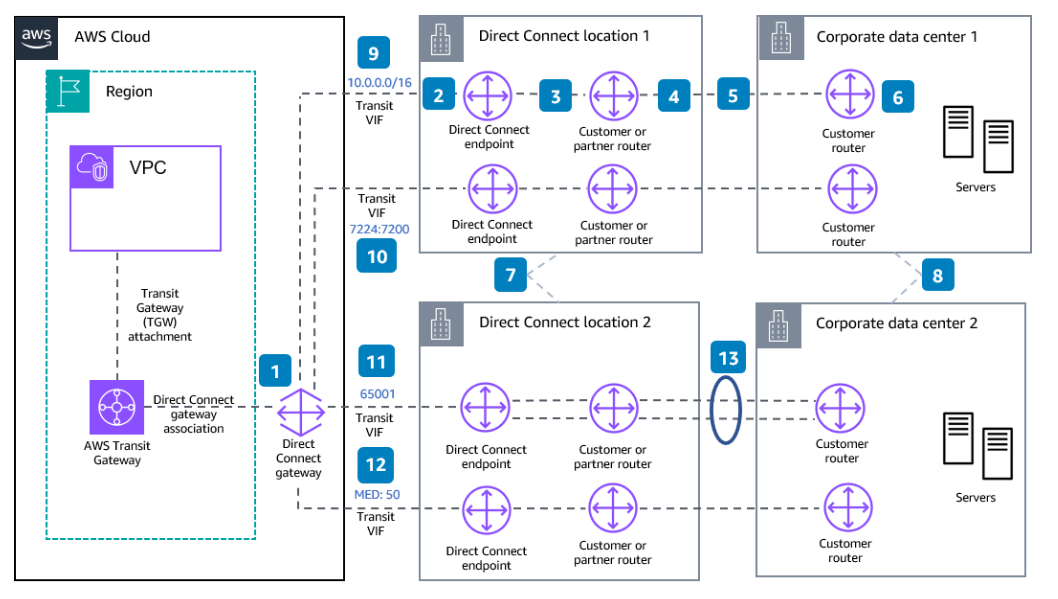 aws
AWS Cloud
Region
VPC
Transit
Gateway
(TGW)
attachment
AWS Transit
Gateway
Direct Connect
gateway
association
1
Direct
Connect
gateway
9
10.0.0.0/16
Transit
VIF
Transit
VIF
7224:7200
10
11
65001
Transit
VIF
12
MED: 50
Transit
VIF
Direct Connect location 1
2
Direct Connect
endpoint
3
Customer or
partner router
4
Direct Connect
endpoint
Customer or
partner router
5
Corporate data center 1
Customer
router
6
Servers
Customer
router
7
8
Direct Connect location 2
Direct Connect
endpoint
Customer or
partner router
Direct Connect
endpoint
Customer or
partner router
13
Corporate data center 2
Customer
router
Servers
Customer
router